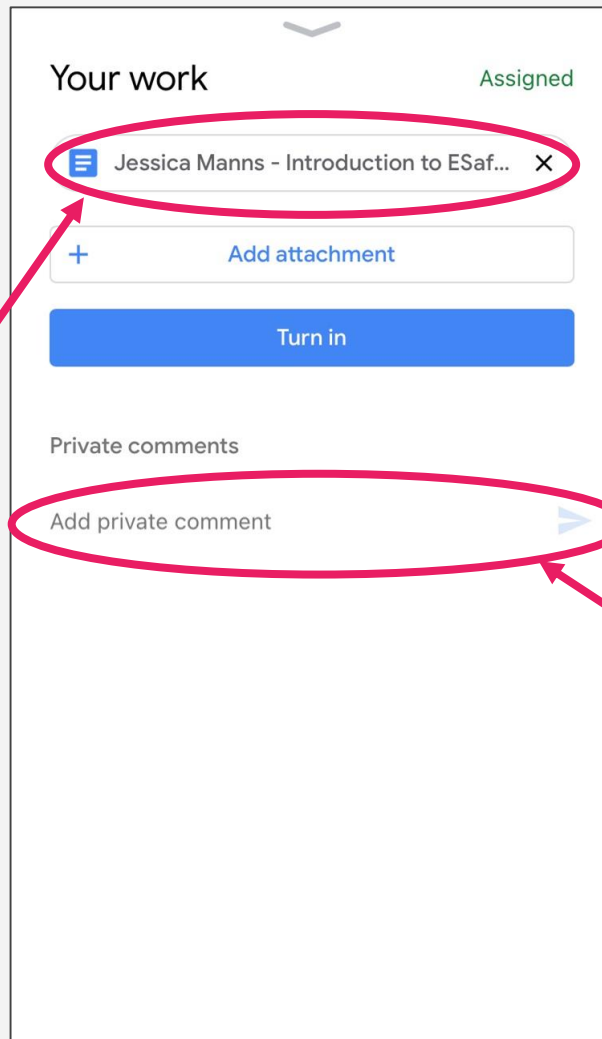 Your work
Assigned
Jessica Manns - Introduction to ESaf...
Add attachment
Turn in
Private comments
Add private comment